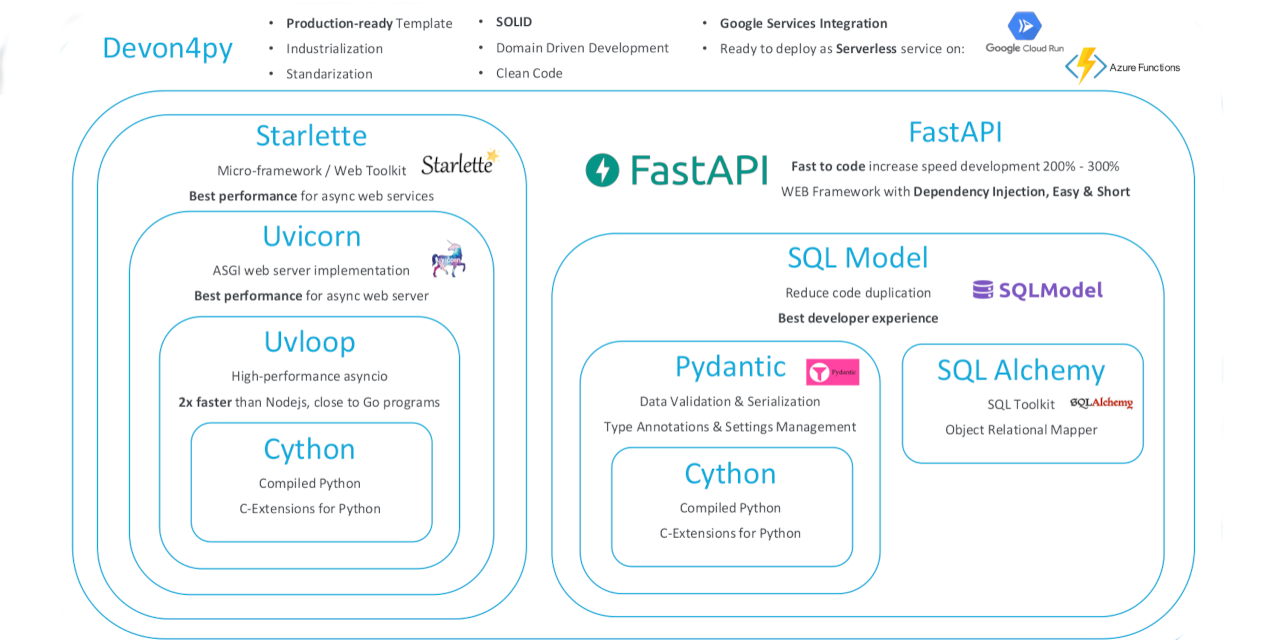 Devon4py
• Production-ready Template
• Industrialization
• Standarization
• SOLID
• Domain Driven Development
• Clean Code
• Google Services Integration
• Ready to deploy as Serverless service on:
Google Cloud Run
Azure Functions
Starlette
Micro-framework / Web Toolkit
Starlette
Best performance for async web services
Uvicorn
ASGI web server implementation
Best performance for async web server
Uvloop
High-performance asyncio
2x faster than Nodejs, close to Go programs
Cython
Compiled Python
C-Extensions for Python
FastAPI
FastAPI
Fast to code increase speed development 200% - 300%
WEB Framework with Dependency Injection, Easy & Short
SQL Model
Reduce code duplication
SQLModel
Best developer experience
Pydantic
Pydantic
Data Validation & Serialization
Type Annotations & Settings Management
Cython
Compiled Python
C-Extensions for Python
SQL Alchemy
SQL Toolkit
SQLAlchemy
Object Relational Mapper